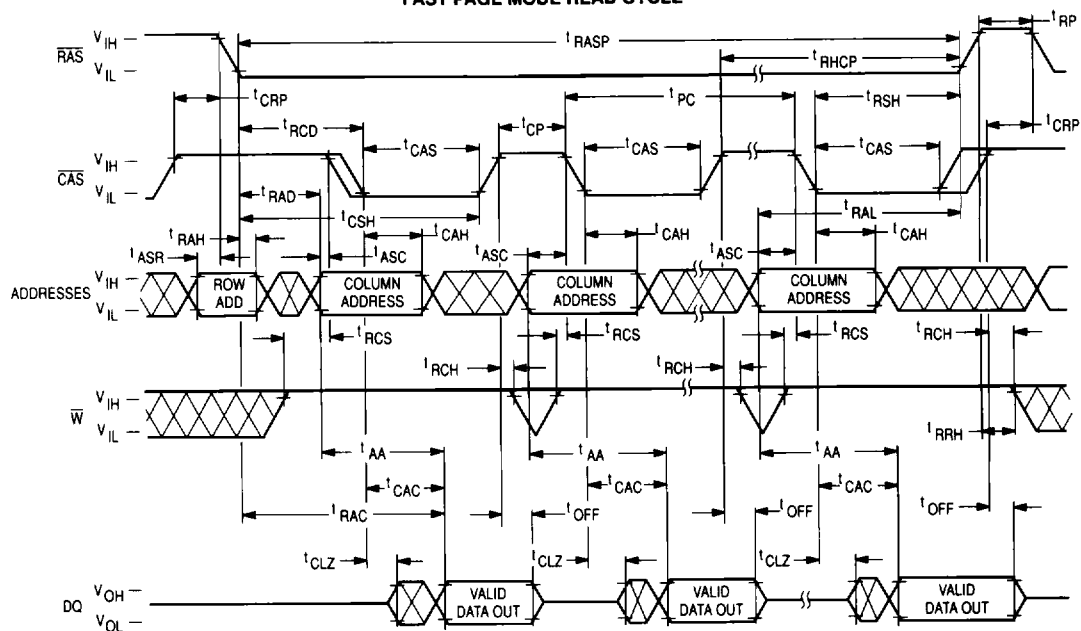 FAST PAGE MODE READ CYCLE
RAS
VIH
VIL
tRASP
tRP
tRHCP
tCRP
tRCD
tPC
tRSH
tCRP
tCP
CAS
VIH
VIL
tCAS
tCAS
tCAS
tRAD
tCSH
tRAL
tRAH
tASR
tASC
tCAH
tASC
tCAH
tASC
tCAH
ADDRESSES
VIH
VIL
ROW ADD
COLUMN ADDRESS
COLUMN ADDRESS
COLUMN ADDRESS
tRCS
tRCH
tRCS
tRCH
tRCS
tRCH
W
VIH
VIL
tRRH
tAA
tAA
tAA
tCAC
tCAC
tCAC
tRAC
tOFF
tOFF
tOFF
tCLZ
tCLZ
tCLZ
DQ
VOH
VOL
VALID DATA OUT
VALID DATA OUT
VALID DATA OUT